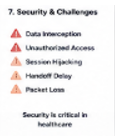 7. Security & Challenges
Data Interception
Unauthorized Access
Session Hijacking
Handoff Delay
Packet Loss
Security is critical in
healthcare